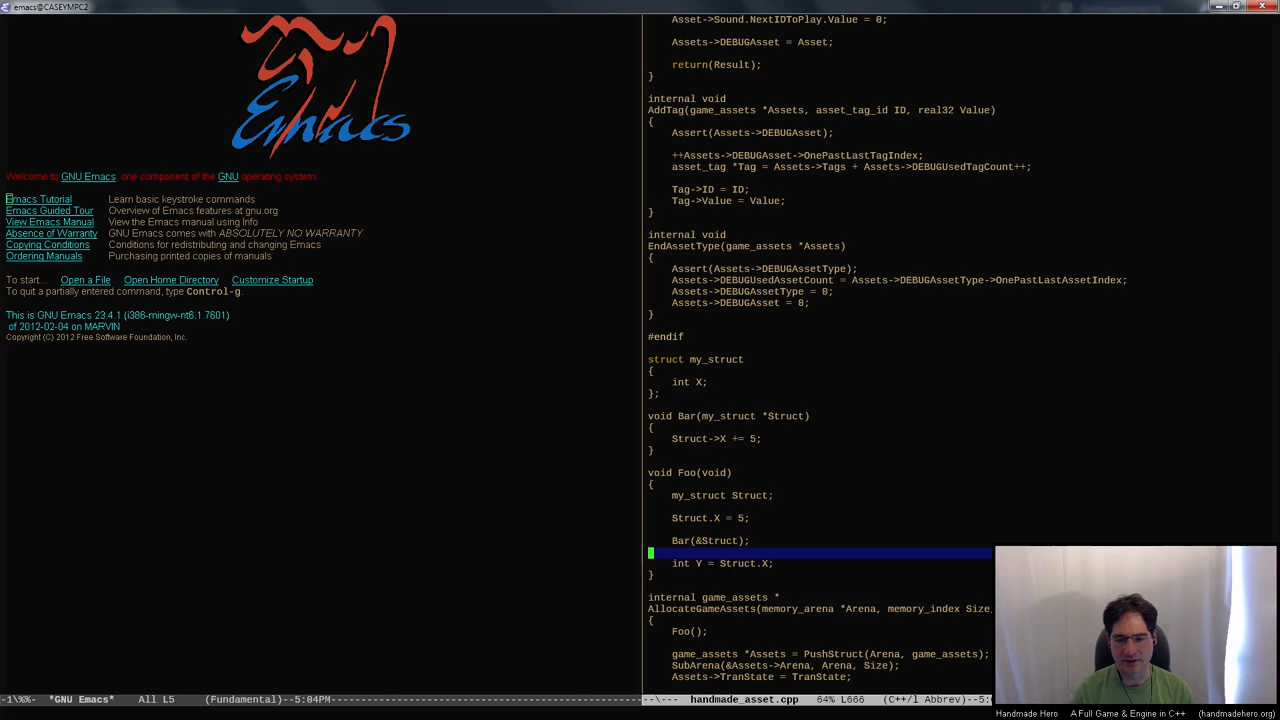 emacs@CASEYMPC2
Emacs
Welcome to GNU Emacs, one component of the GNU operating system.
Emacs Tutorial Learn basic keystroke commands
Emacs Guided Tour Overview of Emacs features at gnu.org
View Emacs Manual View the Emacs manual using Info
Absence of Warranty GNU Emacs comes with ABSOLUTELY NO WARRANTY
Copying Conditions Conditions for redistributing and changing Emacs
Ordering Manuals Purchasing printed copies of manuals
To start... Open a File Open Home Directory Customize Startup
To quit a partially entered command, type Control-g.
This is GNU Emacs 23.4.1 (i386-mingw-nt6.1.7601)
of 2012-02-04 on MARVIN
Copyright (C) 2012 Free Software Foundation, Inc.
-1\%%- *GNU Emacs* All L5 (Fundamental)--5:04PM
Asset->Sound.NextIDToPlay.Value = 0;
Assets->DEBUGAsset = Asset;
return(Result);
}
internal void
AddTag(game_assets *Assets, asset_tag_id ID, real32 Value)
{
Assert(Assets->DEBUGAsset);
++Assets->DEBUGAsset->OnePastLastTagIndex;
asset_tag *Tag = Assets->Tags + Assets->DEBUGUsedTagCount++;
Tag->ID = ID;
Tag->Value = Value;
}
internal void
EndAssetType(game_assets *Assets)
{
Assert(Assets->DEBUGAssetType);
Assets->DEBUGUsedAssetCount = Assets->DEBUGAssetType->OnePastLastAssetIndex;
Assets->DEBUGAssetType = 0;
Assets->DEBUGAsset = 0;
}
#endif
struct my_struct
{
int X;
};
void Bar(my_struct *Struct)
{
Struct->X += 5;
}
void Foo(void)
{
my_struct Struct;
Struct.X = 5;
Bar(&Struct);
int Y = Struct.X;
}
internal game_assets *
AllocateGameAssets(memory_arena *Arena, memory_index Size,
{
Foo();
game_assets *Assets = PushStruct(Arena, game_assets);
SubArena(&Assets->Arena, Arena, Size);
Assets->TranState = TranState;
--\--- handmade_asset.cpp 64% L666 (C++/l Abbrev)--5:
Handmade Hero A Full Game & Engine in C++ (handmadehero.org)